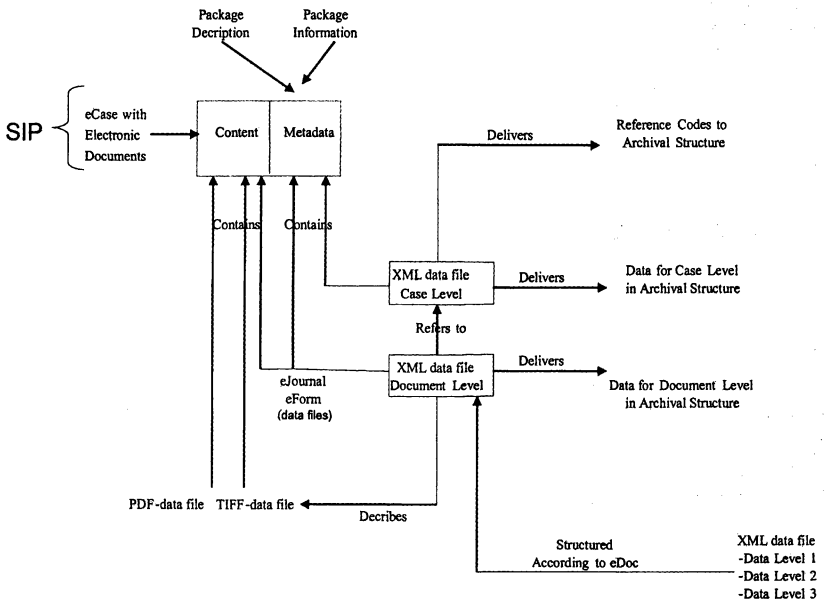 Package
Decription
Package
Information
SIP
eCase with
Electronic
Documents
Content
Metadata
Delivers
Reference Codes to
Archival Structure
Contains
Contains
XML data file
Case Level
Delivers
Data for Case Level
in Archival Structure
Refers to
XML data file
Document Level
Delivers
Data for Document Level
in Archival Structure
eJournal
eForm
(data files)
PDF-data file
TIFF-data file
Decribes
Structured
According to eDoc
XML data file
-Data Level 1
-Data Level 2
-Data Level 3